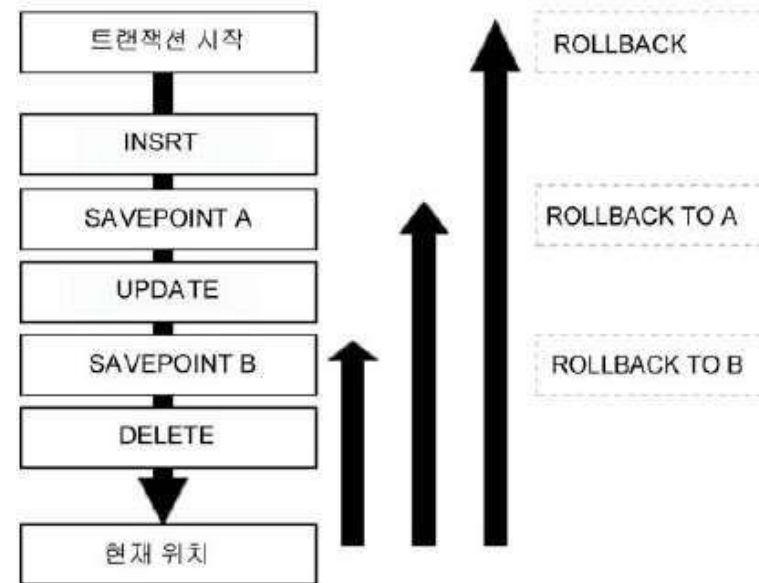 트랜잭션 시작
ROLLBACK
INSRT
SAVEPOINT A
ROLLBACK TO A
UPDATE
SAVEPOINT B
ROLLBACK TO B
DELETE
현재 위치